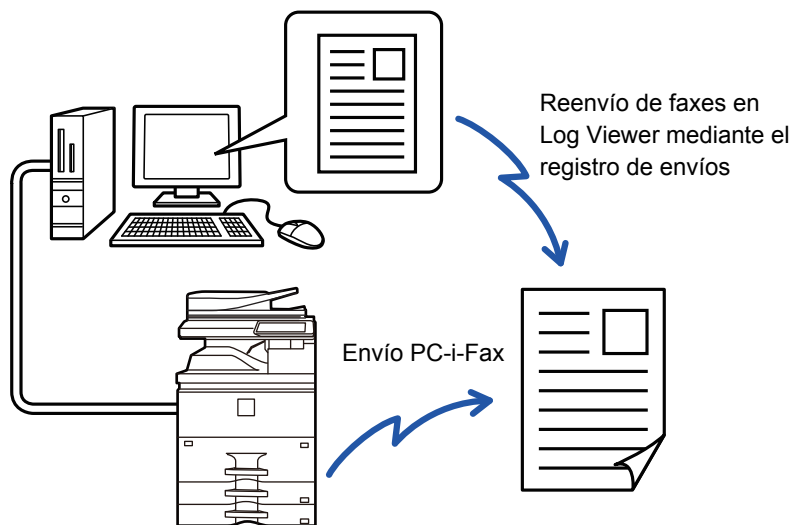 Reenvío de faxes en
Log Viewer mediante el
registro de envíos
Envío PC-i-Fax